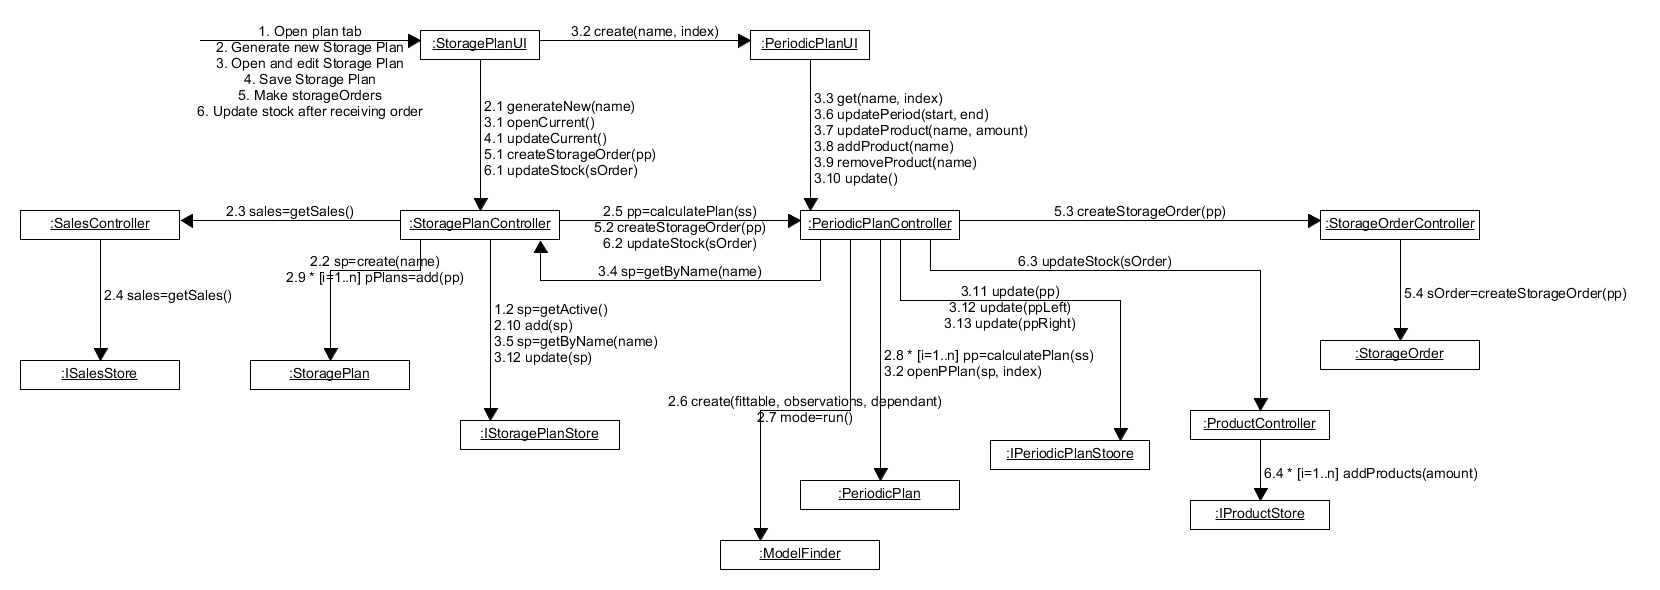 1. Open plan tab
2. Generate new Storage Plan
3. Open and edit Storage Plan
4. Save Storage Plan
5. Make storageOrders
6. Update stock after receiving order
:StoragePlanUI
3.2 create(name, index)
:PeriodicPlanUI
2.1 generateNew(name)
3.1 openCurrent()
4.1 updateCurrent()
5.1 createStorageOrder(pp)
6.1 updateStock(sOrder)
3.3 get(name, index)
3.6 updatePeriod(start, end)
3.7 updateProduct(name, amount)
3.8 addProduct(name)
3.9 removeProduct(name)
3.10 update()
:SalesController
2.3 sales=getSales()
:StoragePlanController
2.5 pp=calculatePlan(ss)
5.2 createStorageOrder(pp)
6.2 updateStock(sOrder)
:PeriodicPlanController
5.3 createStorageOrder(pp)
:StorageOrderController
2.2 sp=create(name)
2.9 * [i=1..n] pPlans=add(pp)
3.4 sp=getByName(name)
6.3 updateStock(sOrder)
2.4 sales=getSales()
1.2 sp=getActive()
2.10 add(sp)
3.5 sp=getByName(name)
3.12 update(sp)
3.11 update(pp)
3.12 update(ppLeft)
3.13 update(ppRight)
5.4 sOrder=createStorageOrder(pp)
:ISalesStore
:StoragePlan
2.8 * [i=1..n] pp=calculatePlan(ss)
3.2 openPPlan(sp, index)
:StorageOrder
2.6 create(fittable, observations, dependant)
2.7 mode=run()
:IStoragePlanStore
:IPeriodicPlanStoore
:ProductController
6.4 * [i=1..n] addProducts(amount)
:PeriodicPlan
:IProductStore
:ModelFinder